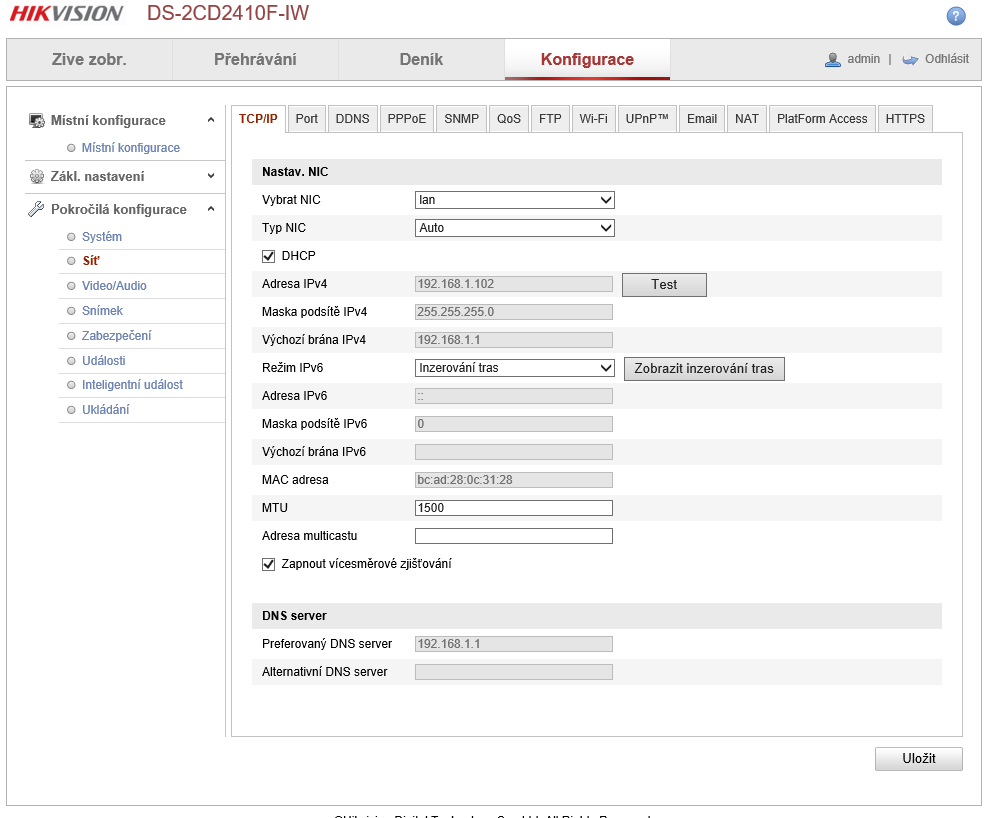 HIKVISION DS-2CD2410F-IW
Zive zobr. Přehrávání Deník Konfigurace admin | Odhlásit
Místní konfigurace
Místní konfigurace
Zákl. nastavení
Pokročilá konfigurace
Systém
Síť
Video/Audio
Snímek
Zabezpečení
Události
Inteligentní událost
Ukládání
TCP/IP Port DDNS PPPoE SNMP QoS FTP Wi-Fi UPnP™ Email NAT PlatForm Access HTTPS
Nastav. NIC
Vybrat NIC lan
Typ NIC Auto
DHCP
Adresa IPv4 192.168.1.102 Test
Maska podsítě IPv4 255.255.255.0
Výchozí brána IPv4 192.168.1.1
Režim IPv6 Inzerování tras Zobrazit inzerování tras
Adresa IPv6 ::
Maska podsítě IPv6 0
Výchozí brána IPv6
MAC adresa bc:ad:28:0c:31:28
MTU 1500
Adresa multicastu
Zapnout vícesměrové zjišťování
DNS server
Preferovaný DNS server 192.168.1.1
Alternativní DNS server
Uložit